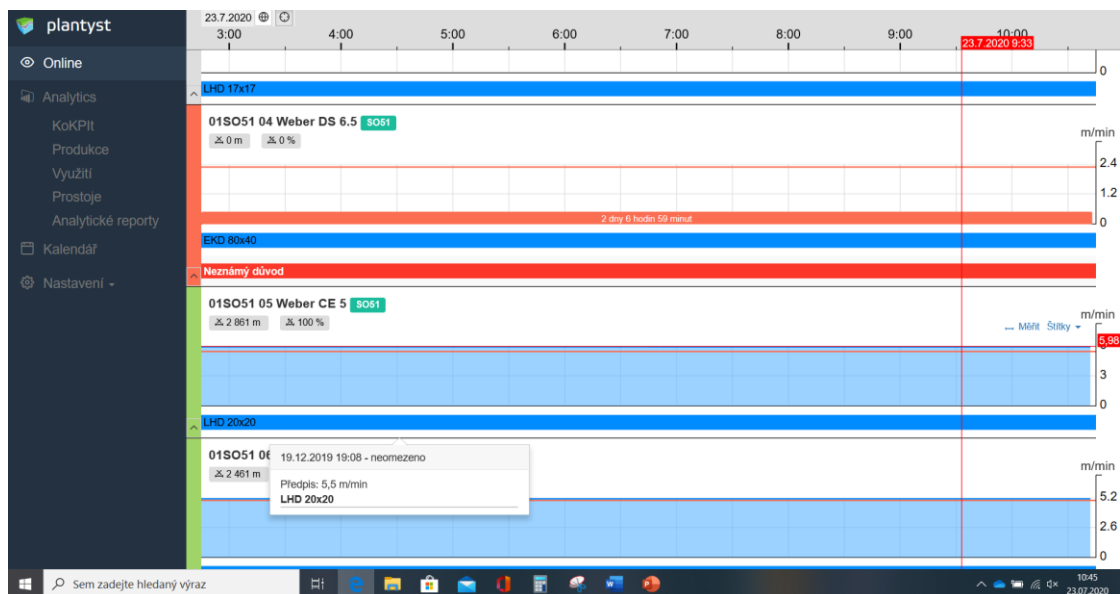 plantyst
Online
Analytics
KoKPIt
Produkce
Využití
Prostoje
Analytické reporty
Kalendář
Nastavení
23.7.2020
3:00 4:00 5:00 6:00 7:00 8:00 9:00 10:00
23.7.2020 9:33
0
LHD 17x17
01SO51 04 Weber DS 6.5 SO51
0 m 0 %
m/min
2.4
1.2
0
2 dny 6 hodin 59 minut
EKD 80x40
Neznámý důvod
01SO51 05 Weber CE 5 SO51
2 861 m 100 %
m/min
Měřit Štítky
5,98
3
0
LHD 20x20
01SO51 06
2 461 m
m/min
5.2
2.6
0
19.12.2019 19:08 - neomezeno
Předpis: 5,5 m/min
LHD 20x20
Sem zadejte hledaný výraz
10:45
23.07.2020